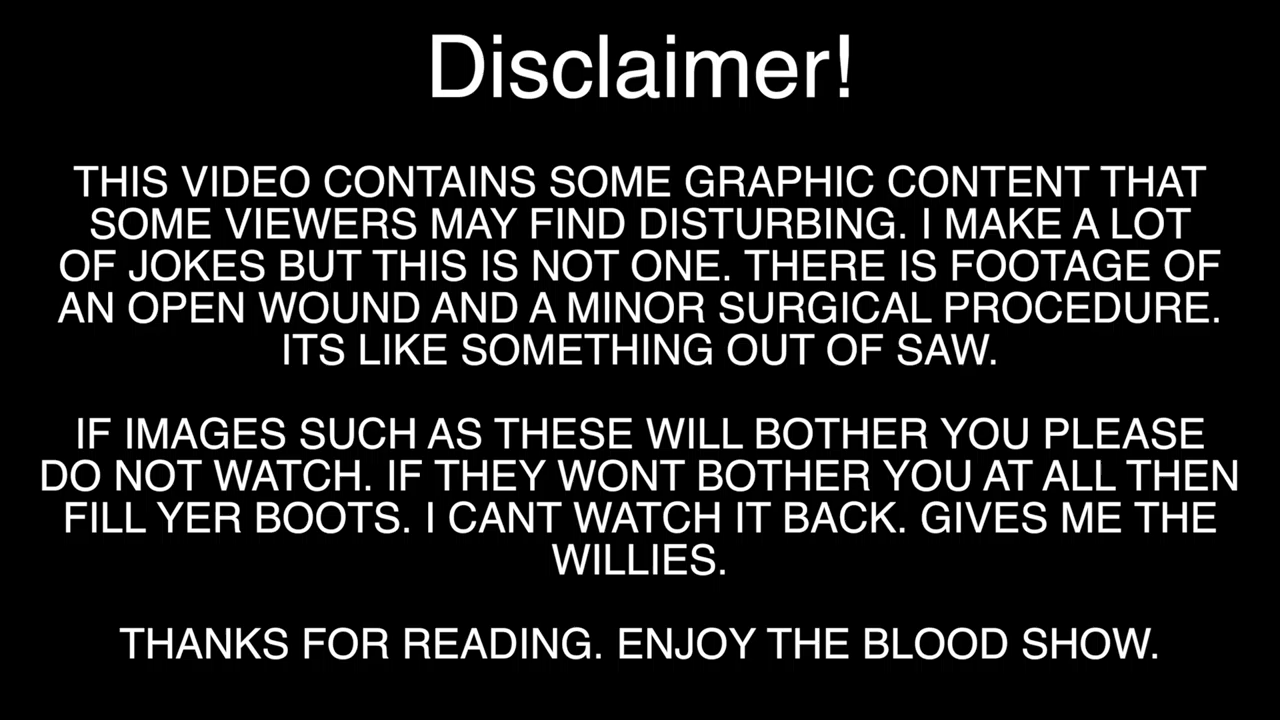 Disclaimer!
THIS VIDEO CONTAINS SOME GRAPHIC CONTENT THAT
SOME VIEWERS MAY FIND DISTURBING. I MAKE A LOT
OF JOKES BUT THIS IS NOT ONE. THERE IS FOOTAGE OF
AN OPEN WOUND AND A MINOR SURGICAL PROCEDURE.
ITS LIKE SOMETHING OUT OF SAW.
IF IMAGES SUCH AS THESE WILL BOTHER YOU PLEASE
DO NOT WATCH. IF THEY WONT BOTHER YOU AT ALL THEN
FILL YER BOOTS. I CANT WATCH IT BACK. GIVES ME THE
WILLIES.
THANKS FOR READING. ENJOY THE BLOOD SHOW.